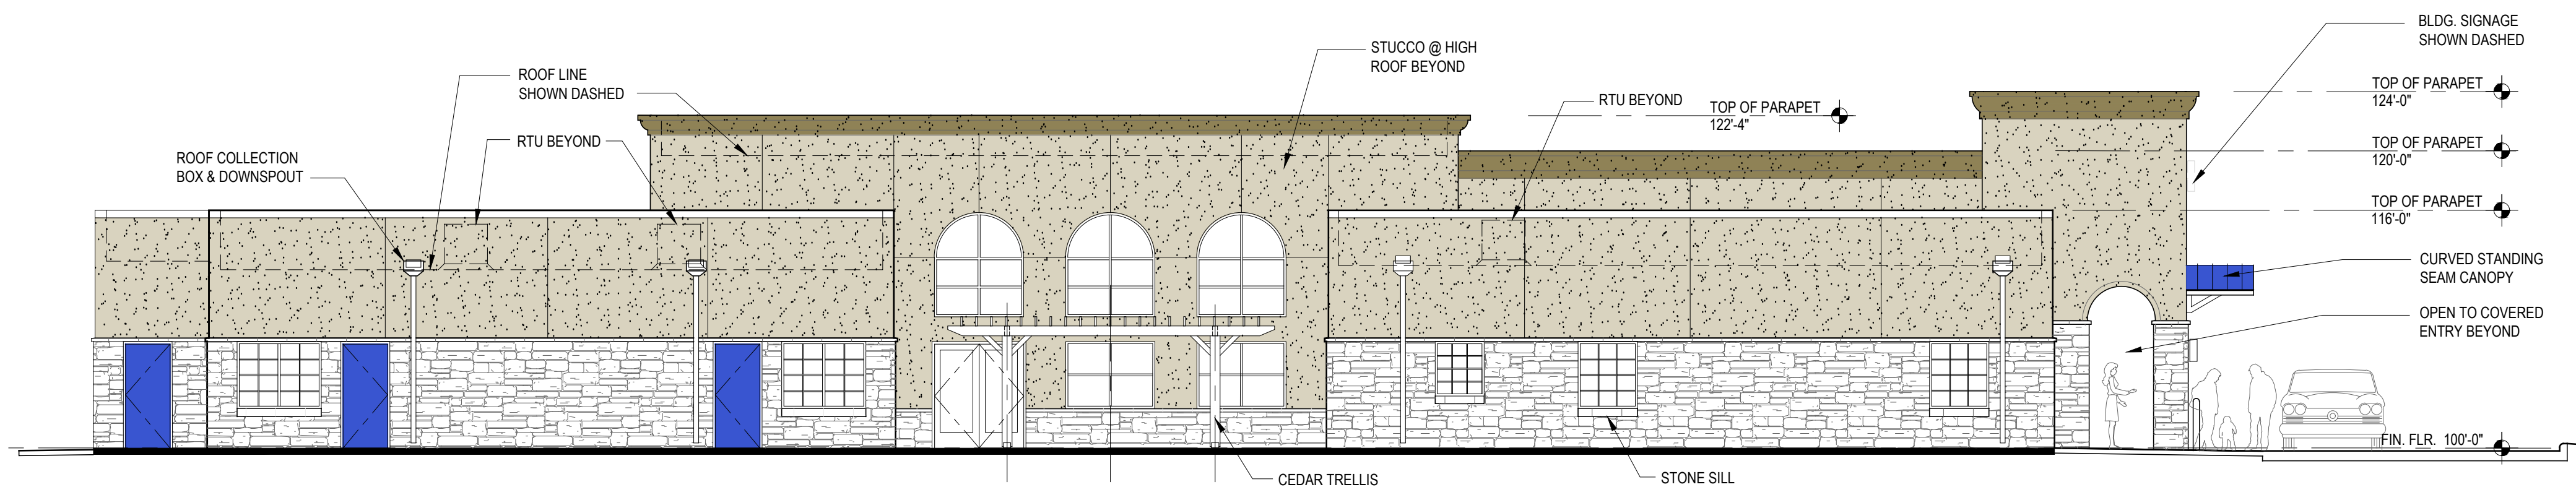 BLDG. SIGNAGE
SHOWN DASHED
STUCCO @ HIGH
ROOF BEYOND
ROOF LINE
SHOWN DASHED
TOP OF PARAPET
124'-0"
RTU BEYOND
TOP OF PARAPET
122'-4"
RTU BEYOND
TOP OF PARAPET
120'-0"
ROOF COLLECTION
BOX & DOWNSPOUT
TOP OF PARAPET
116'-0"
CURVED STANDING
SEAM CANOPY
OPEN TO COVERED
ENTRY BEYOND
FIN. FLR. 100'-0"
CEDAR TRELLIS
STONE SILL